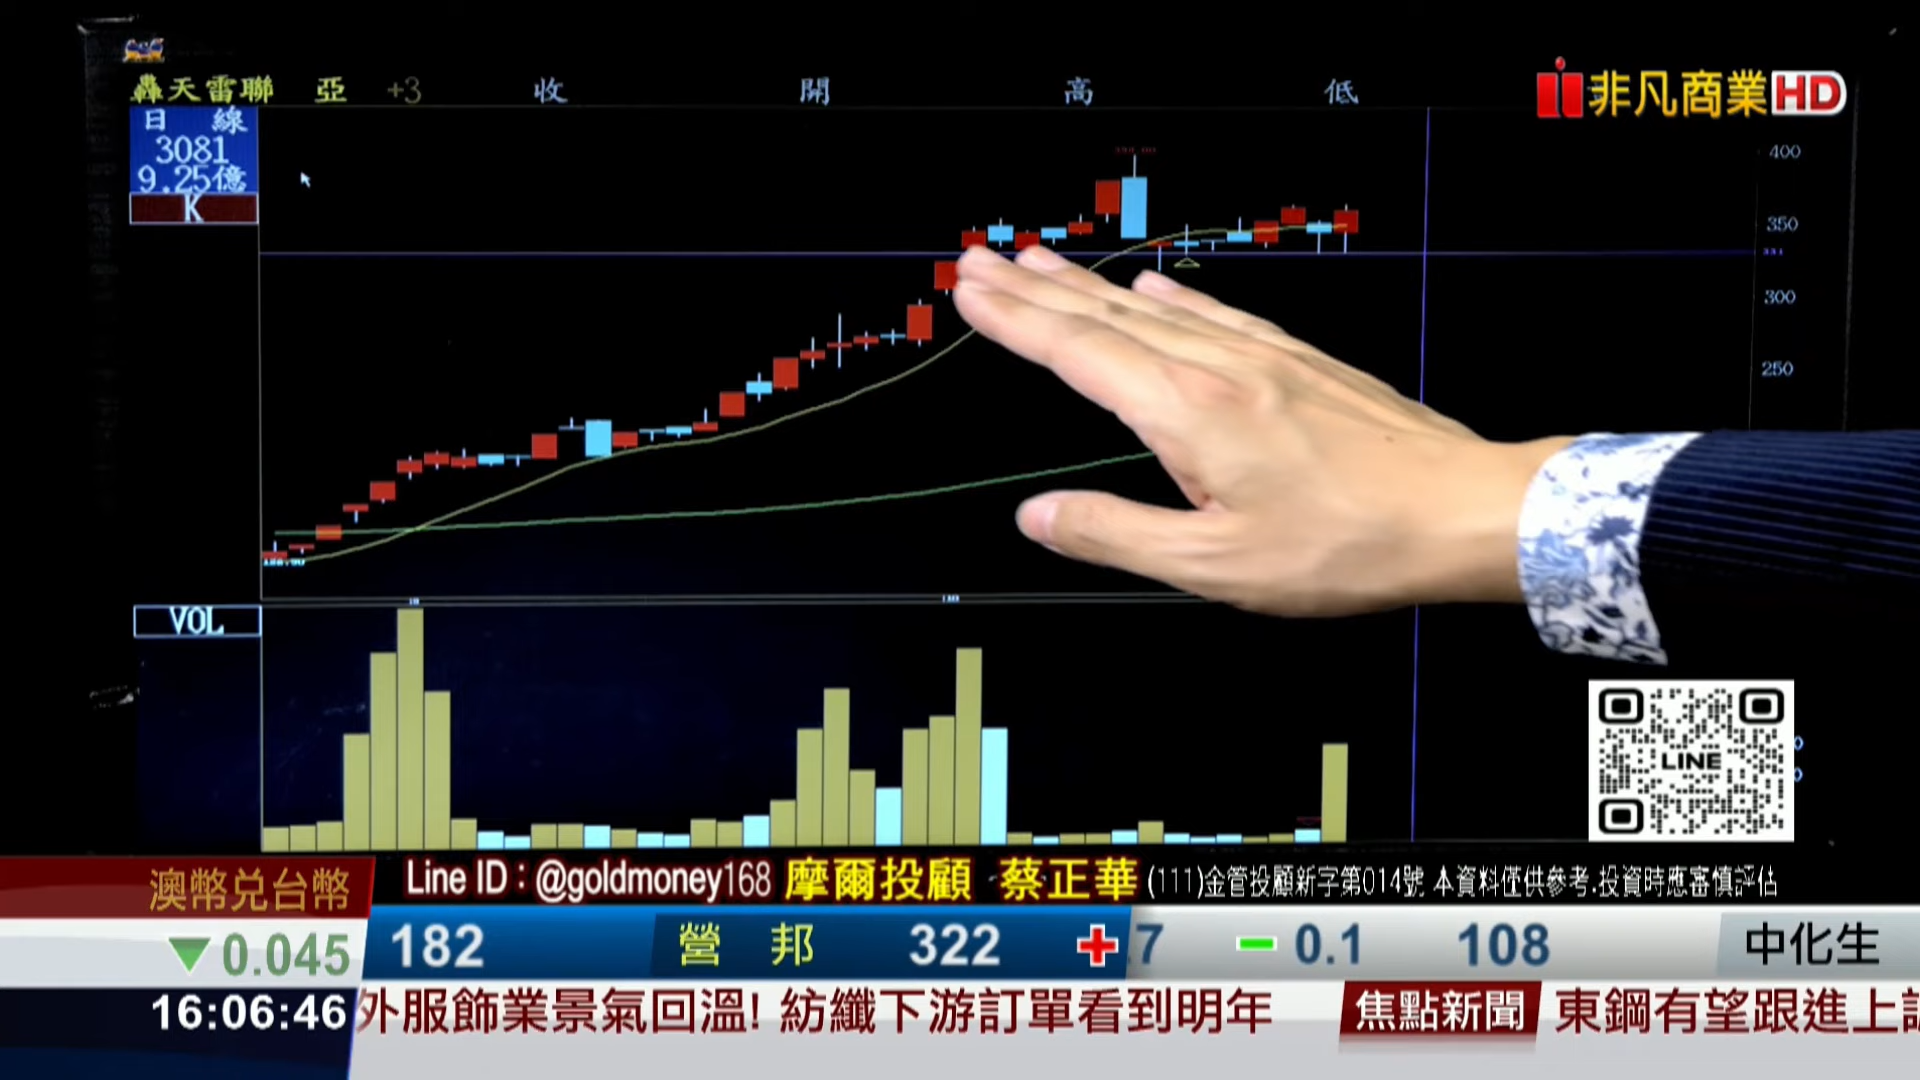 轟天雷聯 亞 +3 收 開 高 低
非凡商業HD
日 線
3081
9.25億
K
400
350
331
300
250
VOL
LINE
澳幣兑台幣
Line ID:@goldmoney168 摩爾投顧 蔡正華 (111)金管投顧新字第014號 本資料僅供參考.投資時應審慎評估
▼0.045
182 營 邦 322 + .7 - 0.1 108 中化生
16:06:46
外服飾業景氣回溫! 紡纖下游訂單看到明年 焦點新聞 東鋼有望跟進上